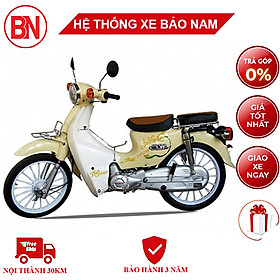 BN
HỆ THỐNG XE BẢO NAM
TRẢ GÓP
0%
GIÁ
TỐT
NHẤT
GIAO
XE
NGAY
Free
NỘI THÀNH 30KM
BẢO HÀNH 3 NĂM